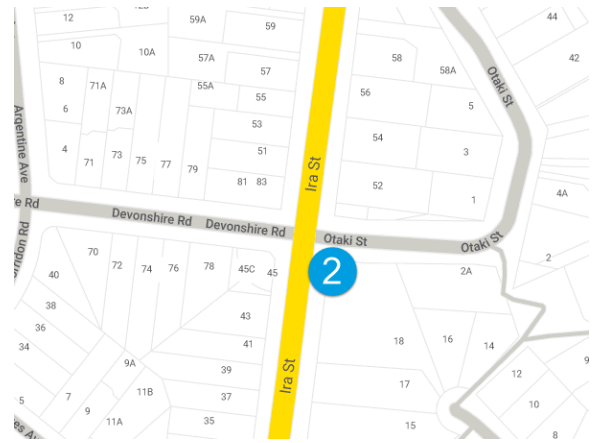 12
12B
59A
59
44
10
10A
57A
57
58
58A
42
Otaki St
8
71A
55A
55
56
5
6
73A
53
54
3
Argentine Ave
4
71
73
75
77
79
51
81
83
Ira St
52
1
4A
re Rd
Devonshire Rd
Devonshire Rd
Otaki St
Otaki St
70
72
74
76
78
45C
45
2
2A
2
40
38
36
34
43
41
18
16
14
9A
39
17
12
9
5
7
9
11B
11A
37
35
Ira St
15
10
8